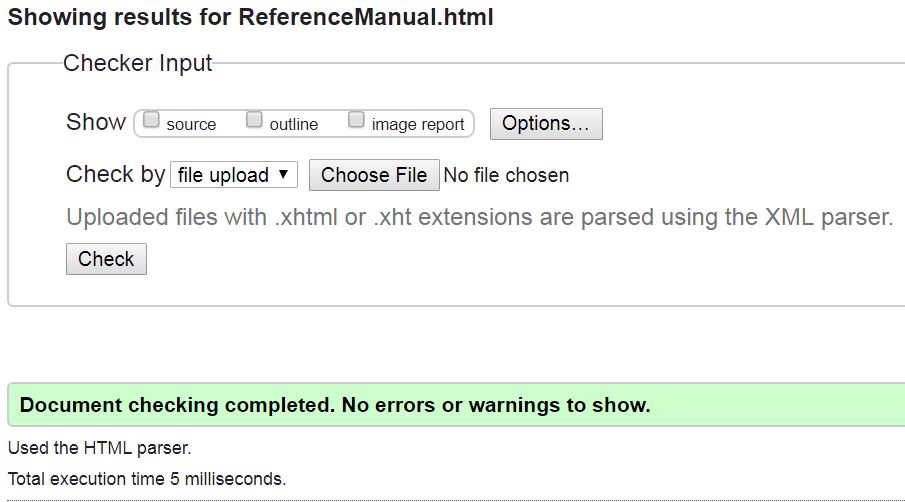 Showing results for ReferenceManual.html
Checker Input
Show source outline image report Options...
Check by file upload Choose File No file chosen
Uploaded files with .xhtml or .xht extensions are parsed using the XML parser.
Check
Document checking completed. No errors or warnings to show.
Used the HTML parser.
Total execution time 5 milliseconds.